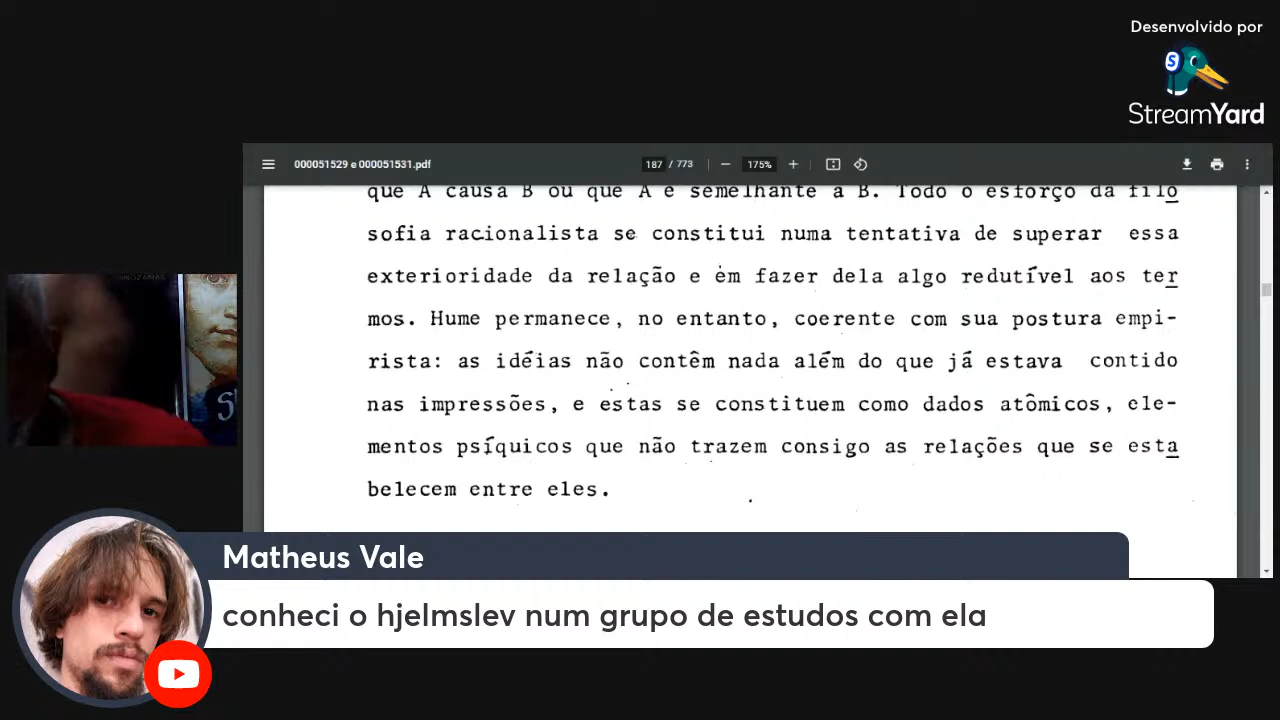 Desenvolvido por
StreamYard
000051529 e 000051531.pdf
187 / 773
175%
que A causa B ou que A é semelhante a B. Todo o esforço da filo
sofia racionalista se constitui numa tentativa de superar essa
exterioridade da relação e em fazer dela algo redutível aos ter
mos. Hume permanece, no entanto, coerente com sua postura empi-
rista: as idéias não contêm nada além do que já estava contido
nas impressões, e estas se constituem como dados atômicos, ele-
mentos psíquicos que não trazem consigo as relações que se esta
belecem entre eles.
Matheus Vale
conheci o hjelmslev num grupo de estudos com ela